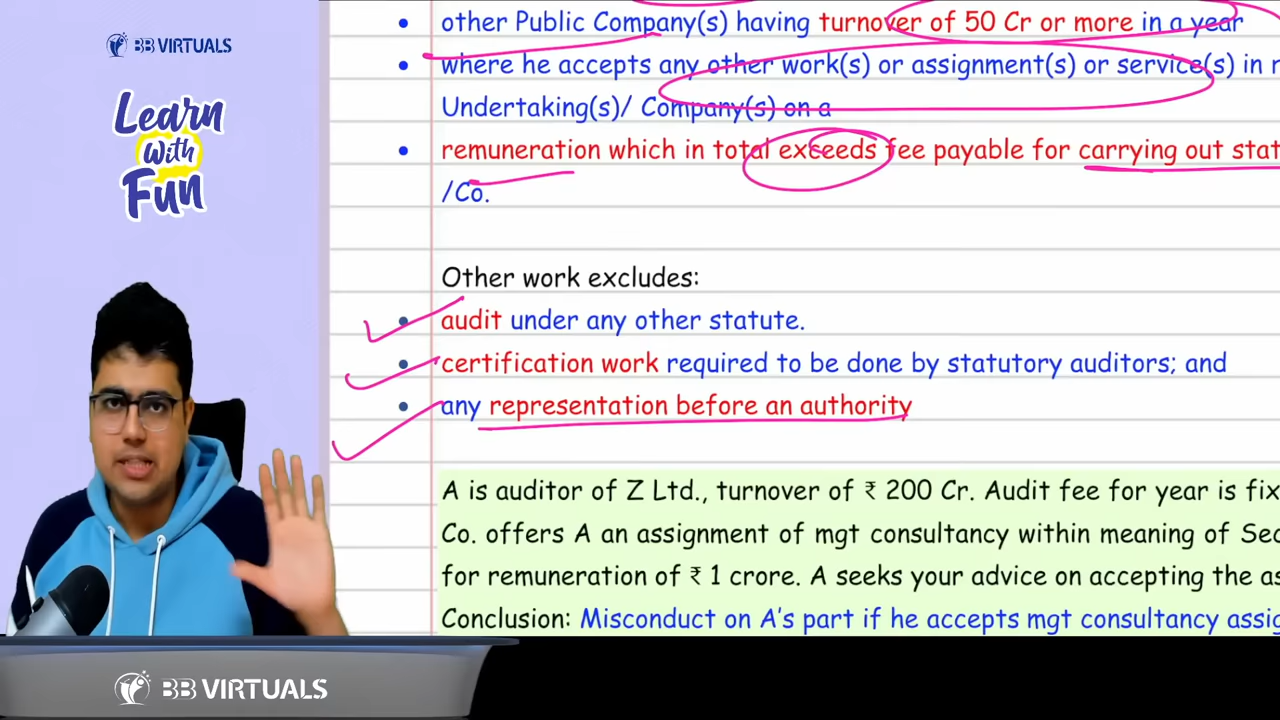 other Public Company(s) having turnover of 50 Cr or more in a year
BB VIRTUALS
where he accepts any other work(s) or assignment(s) or service(s) in
Undertaking(s)/ Company(s) on a
Learn
With
Fun
remuneration which in total exceeds fee payable for carrying out
/Co.
Other work excludes:
audit under any other statute.
certification work required to be done by statutory auditors; and
any representation before an authority
A is auditor of Z Ltd., turnover of ₹ 200 Cr. Audit fee for year is
Co. offers A an assignment of mgt consultancy within meaning of
for remuneration of ₹ 1 crore. A seeks your advice on accepting the
Conclusion: Misconduct on A's part if he accepts mgt consultancy
BB VIRTUALS